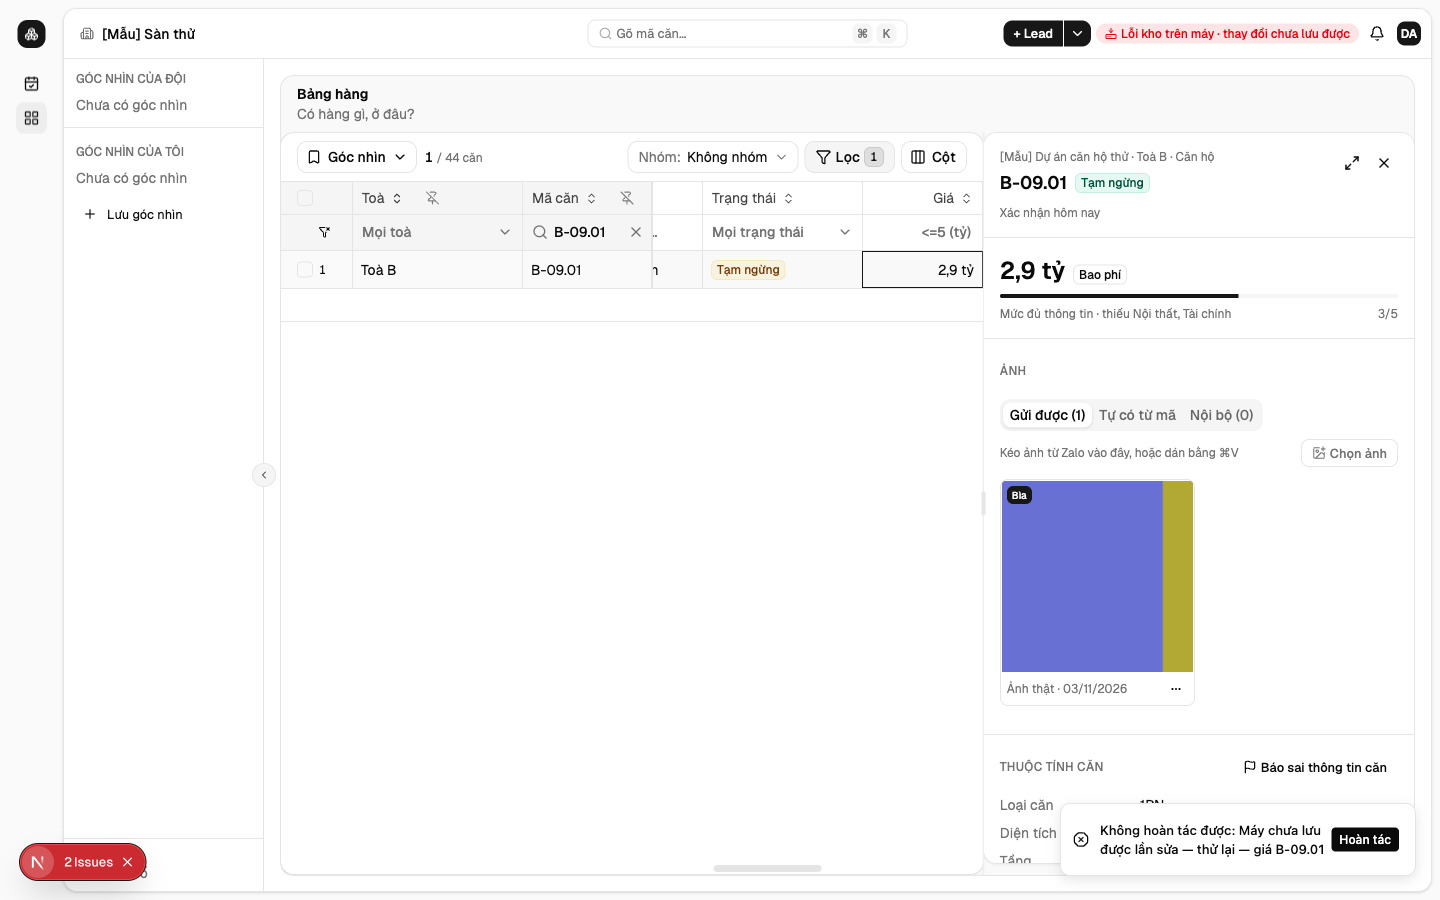 [Mẫu] Sàn thử
Gõ mã căn...
⌘ K
+ Lead
Lỗi kho trên máy · thay đổi chưa lưu được
DA
GÓC NHÌN CỦA ĐỘI
Chưa có góc nhìn
GÓC NHÌN CỦA TÔI
Chưa có góc nhìn
+ Lưu góc nhìn
Bảng hàng
Có hàng gì, ở đâu?
Góc nhìn
1 / 44 căn
Nhóm: Không nhóm
Lọc 1
Cột
Toà
Mã căn
Trạng thái
Giá
Mọi toà
B-09.01
..
Mọi trạng thái
<=5 (tỷ)
1
Toà B
B-09.01
Tạm ngừng
2,9 tỷ
[Mẫu] Dự án căn hộ thử · Toà B · Căn hộ
B-09.01 Tạm ngừng
Xác nhận hôm nay
2,9 tỷ Bao phí
Mức đủ thông tin · thiếu Nội thất, Tài chính
3/5
ẢNH
Gửi được (1) Tự có từ mã Nội bộ (0)
Kéo ảnh từ Zalo vào đây, hoặc dán bằng ⌘V
Chọn ảnh
Bìa
Ảnh thật · 03/11/2026
THUỘC TÍNH CĂN
Báo sai thông tin căn
Loại căn
1PN
Diện tích
Tầng
Không hoàn tác được: Máy chưa lưu
được lần sửa — thử lại — giá B-09.01
Hoàn tác
N 2 Issues